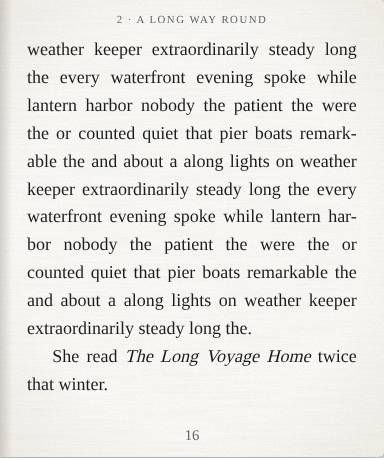 2 · A LONG WAY ROUND
weather keeper extraordinarily steady long
the every waterfront evening spoke while
lantern harbor nobody the patient the were
the or counted quiet that pier boats remark-
able the and about a along lights on weather
keeper extraordinarily steady long the every
waterfront evening spoke while lantern har-
bor nobody the patient the were the or
counted quiet that pier boats remarkable the
and about a along lights on weather keeper
extraordinarily steady long the.
She read The Long Voyage Home twice
that winter.
16